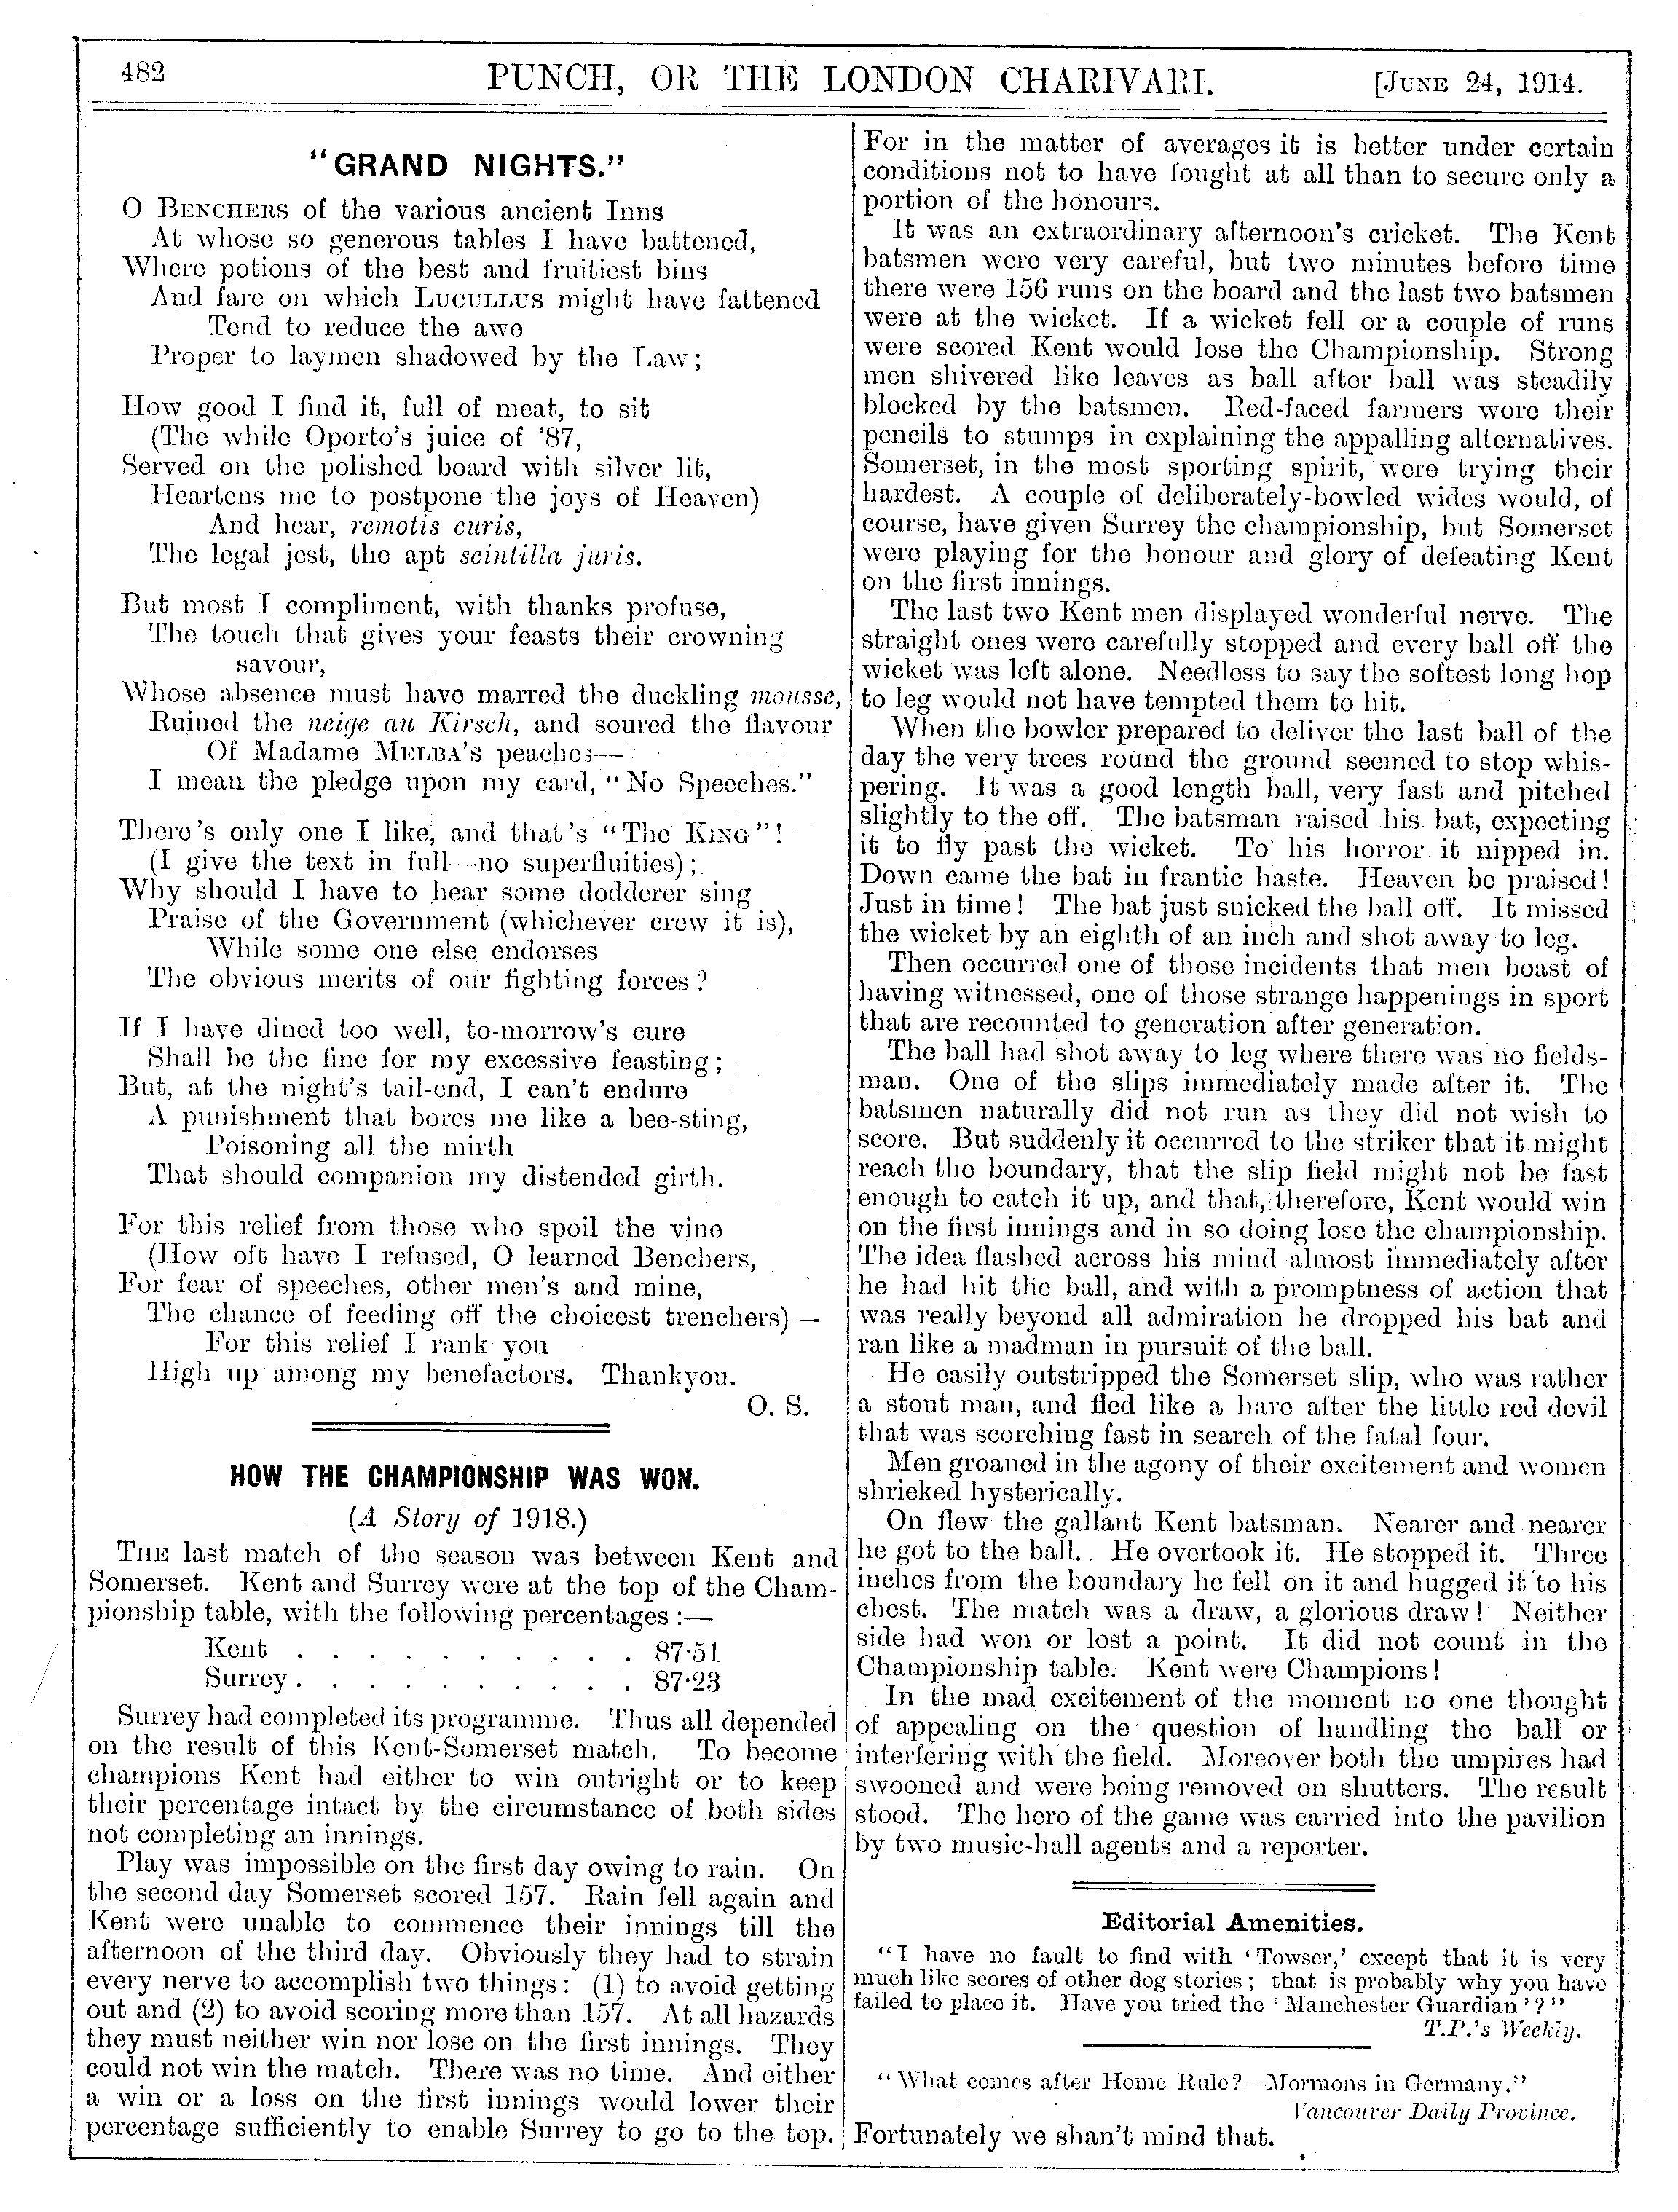 482
PUNCH, OR THE LONDON CHARIVARI.
[JUNE 24, 1914.
"GRAND NIGHTS."
O BENCHERS of the various ancient Inns
At whose so generous tables I have battened,
Where potions of the best and fruitiest bins
And fare on which LUCULLUS might have fattened
Tend to reduce the awe
Proper to laymen shadowed by the Law;
How good I find it, full of meat, to sit
(The while Oporto's juice of '87,
Served on the polished board with silver lit,
Heartens me to postpone the joys of Heaven)
And hear, remotis curis,
The legal jest, the apt scintilla juris.
But most I compliment, with thanks profuse,
The touch that gives your feasts their crowning
savour,
Whose absence must have marred the duckling mousse,
Ruined the neige au Kirsch, and soured the flavour
Of Madame MELBA'S peaches—
I mean the pledge upon my card, "No Speeches."
There's only one I like, and that's "The KING"!
(I give the text in full—no superfluities);
Why should I have to hear some dodderer sing
Praise of the Government (whichever crew it is),
While some one else endorses
The obvious merits of our fighting forces?
If I have dined too well, to-morrow's cure
Shall be the fine for my excessive feasting;
But, at the night's tail-end, I can't endure
A punishment that bores me like a bee-sting,
Poisoning all the mirth
That should companion my distended girth.
For this relief from those who spoil the vine
(How oft have I refused, O learned Benchers,
For fear of speeches, other men's and mine,
The chance of feeding off the choicest trenchers)—
For this relief I rank you
High up among my benefactors. Thankyou.
O. S.
HOW THE CHAMPIONSHIP WAS WON.
(A Story of 1918.)
THE last match of the season was between Kent and
Somerset. Kent and Surrey were at the top of the Cham-
pionship table, with the following percentages:—
Kent . . . . . . . . . . . 87·51
Surrey . . . . . . . . . . . 87·23
Surrey had completed its programme. Thus all depended
on the result of this Kent-Somerset match. To become
champions Kent had either to win outright or to keep
their percentage intact by the circumstance of both sides
not completing an innings.
Play was impossible on the first day owing to rain. On
the second day Somerset scored 157. Rain fell again and
Kent were unable to commence their innings till the
afternoon of the third day. Obviously they had to strain
every nerve to accomplish two things: (1) to avoid getting
out and (2) to avoid scoring more than 157. At all hazards
they must neither win nor lose on the first innings. They
could not win the match. There was no time. And either
a win or a loss on the first innings would lower their
percentage sufficiently to enable Surrey to go to the top.
For in the matter of averages it is better under certain
conditions not to have fought at all than to secure only a
portion of the honours.
It was an extraordinary afternoon's cricket. The Kent
batsmen were very careful, but two minutes before time
there were 156 runs on the board and the last two batsmen
were at the wicket. If a wicket fell or a couple of runs
were scored Kent would lose the Championship. Strong
men shivered like leaves as ball after ball was steadily
blocked by the batsmen. Red-faced farmers wore their
pencils to stumps in explaining the appalling alternatives.
Somerset, in the most sporting spirit, were trying their
hardest. A couple of deliberately-bowled wides would, of
course, have given Surrey the championship, but Somerset
were playing for the honour and glory of defeating Kent
on the first innings.
The last two Kent men displayed wonderful nerve. The
straight ones were carefully stopped and every ball off the
wicket was left alone. Needless to say the softest long hop
to leg would not have tempted them to hit.
When the bowler prepared to deliver the last ball of the
day the very trees round the ground seemed to stop whis-
pering. It was a good length ball, very fast and pitched
slightly to the off. The batsman raised his bat, expecting
it to fly past the wicket. To his horror it nipped in.
Down came the bat in frantic haste. Heaven be praised!
Just in time! The bat just snicked the ball off. It missed
the wicket by an eighth of an inch and shot away to leg.
Then occurred one of those incidents that men boast of
having witnessed, one of those strange happenings in sport
that are recounted to generation after generation.
The ball had shot away to leg where there was no fields-
man. One of the slips immediately made after it. The
batsmen naturally did not run as they did not wish to
score. But suddenly it occurred to the striker that it might
reach the boundary, that the slip field might not be fast
enough to catch it up, and that, therefore, Kent would win
on the first innings and in so doing lose the championship.
The idea flashed across his mind almost immediately after
he had hit the ball, and with a promptness of action that
was really beyond all admiration he dropped his bat and
ran like a madman in pursuit of the ball.
He easily outstripped the Somerset slip, who was rather
a stout man, and fled like a hare after the little red devil
that was scorching fast in search of the fatal four.
Men groaned in the agony of their excitement and women
shrieked hysterically.
On flew the gallant Kent batsman. Nearer and nearer
he got to the ball. He overtook it. He stopped it. Three
inches from the boundary he fell on it and hugged it to his
chest. The match was a draw, a glorious draw! Neither
side had won or lost a point. It did not count in the
Championship table. Kent were Champions!
In the mad excitement of the moment no one thought
of appealing on the question of handling the ball or
interfering with the field. Moreover both the umpires had
swooned and were being removed on shutters. The result
stood. The hero of the game was carried into the pavilion
by two music-hall agents and a reporter.
Editorial Amenities.
"I have no fault to find with 'Towser,' except that it is very
much like scores of other dog stories; that is probably why you have
failed to place it. Have you tried the 'Manchester Guardian'?"
T.P.'s Weekly.
"What comes after Home Rule?—Mormons in Germany."
Vancouver Daily Province.
Fortunately we shan't mind that.